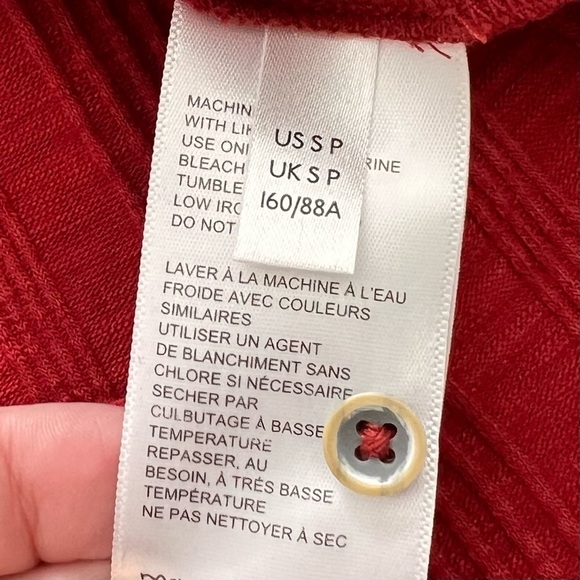 MACHIN
WITH LI
USE ON RINE
BLEACH
TUMBLE
LOW IRO
DO NOT
US S P
UK S P
160/88A
LAVER À LA MACHINE À L'EAU
FROIDE AVEC COULEURS
SIMILAIRES
UTILISER UN AGENT
DE BLANCHIMENT SANS
CHLORE SI NÉCESSAIRE
SECHER PAR
CULBUTAGE À BASSE
TEMPERATURE
REPASSER, AU
BESOIN, À TRÈS BASSE
TEMPÉRATURE
NE PAS NETTOYER À SEC